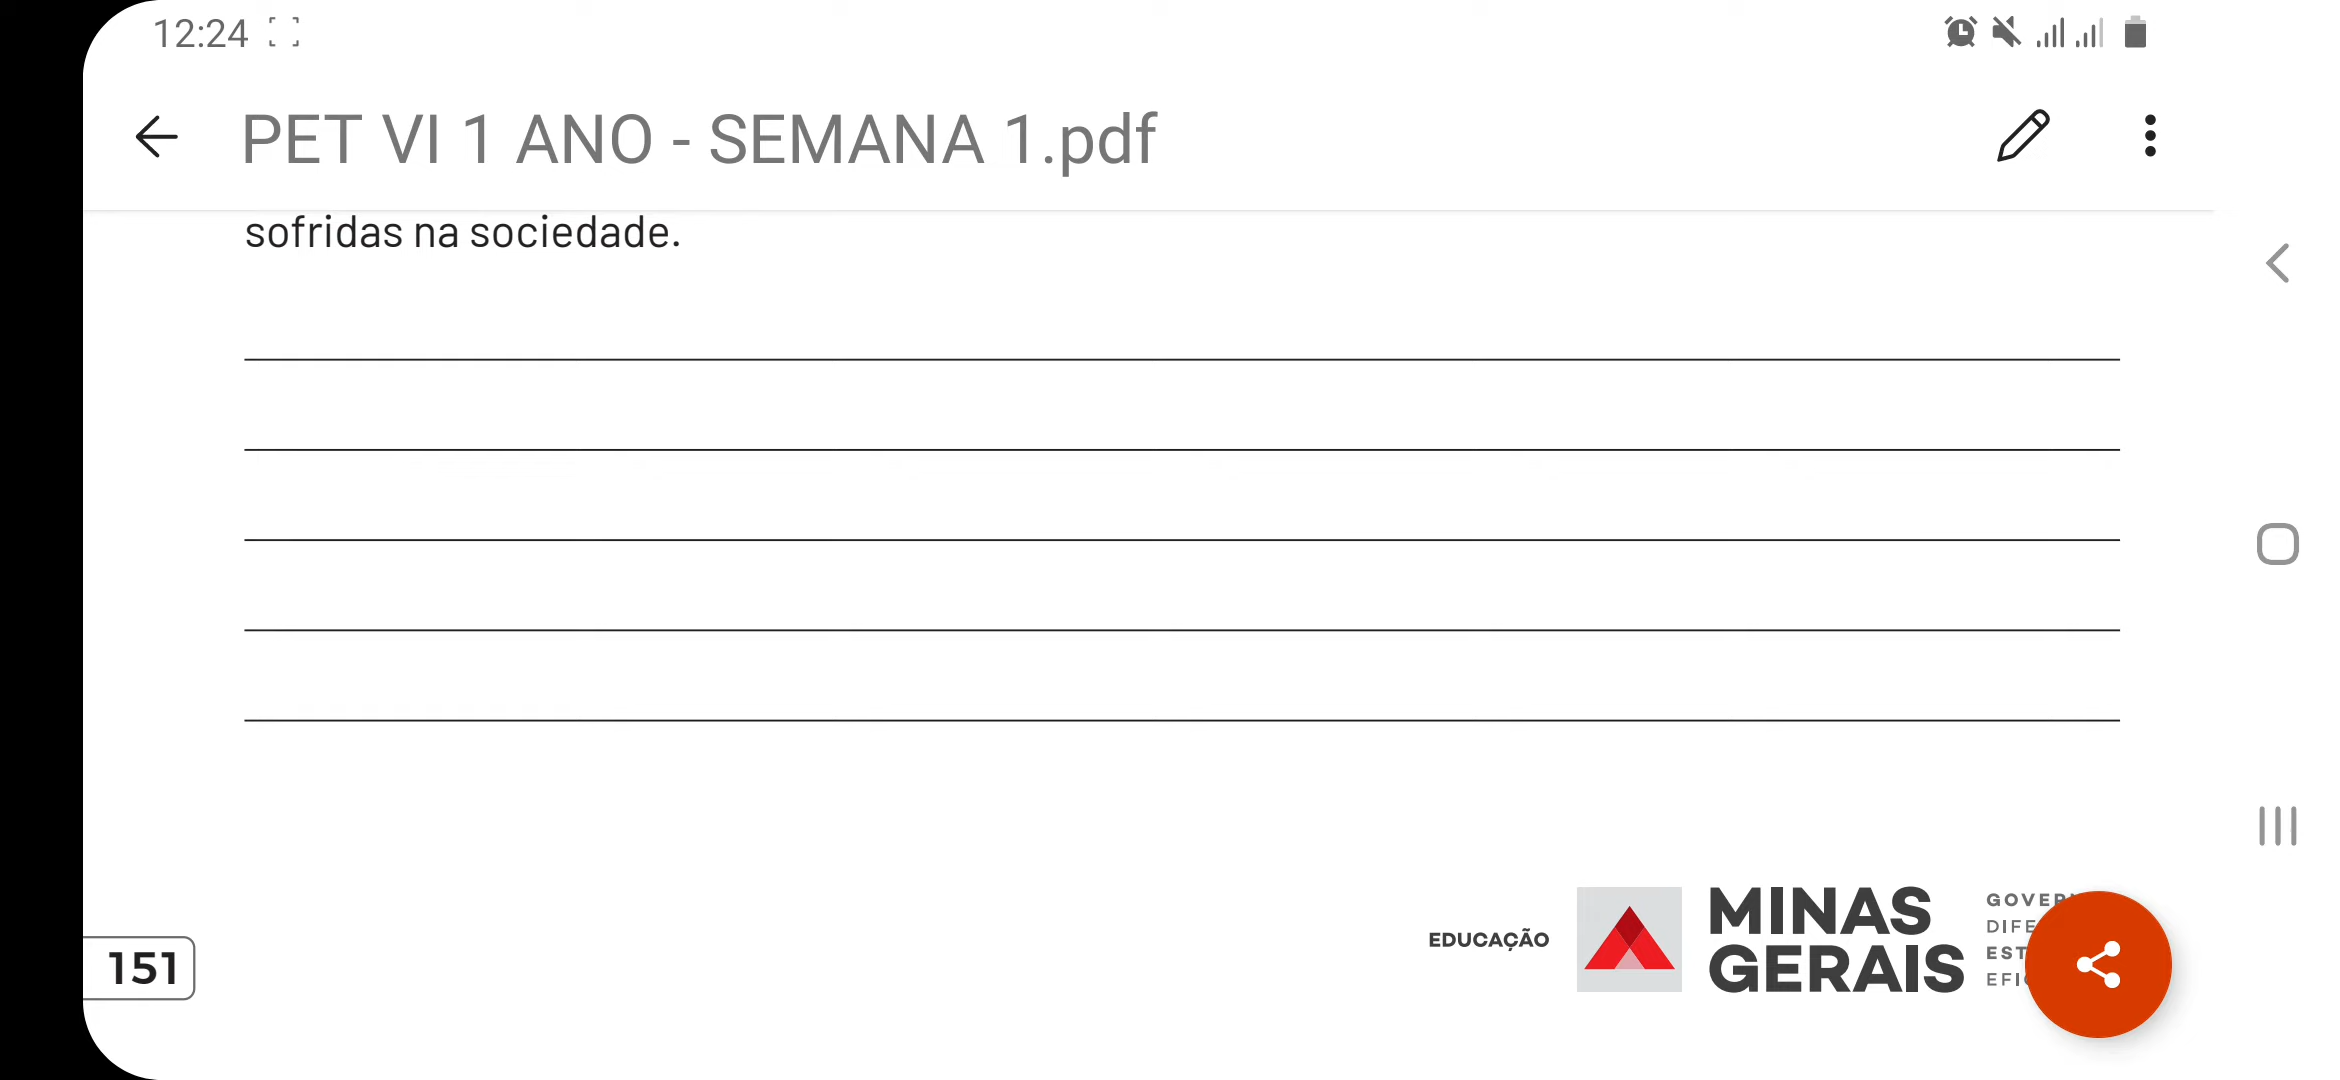 12:24
PET VI 1 ANO - SEMANA 1.pdf
sofridas na sociedade.
EDUCAÇÃO
MINAS
GERAIS
151